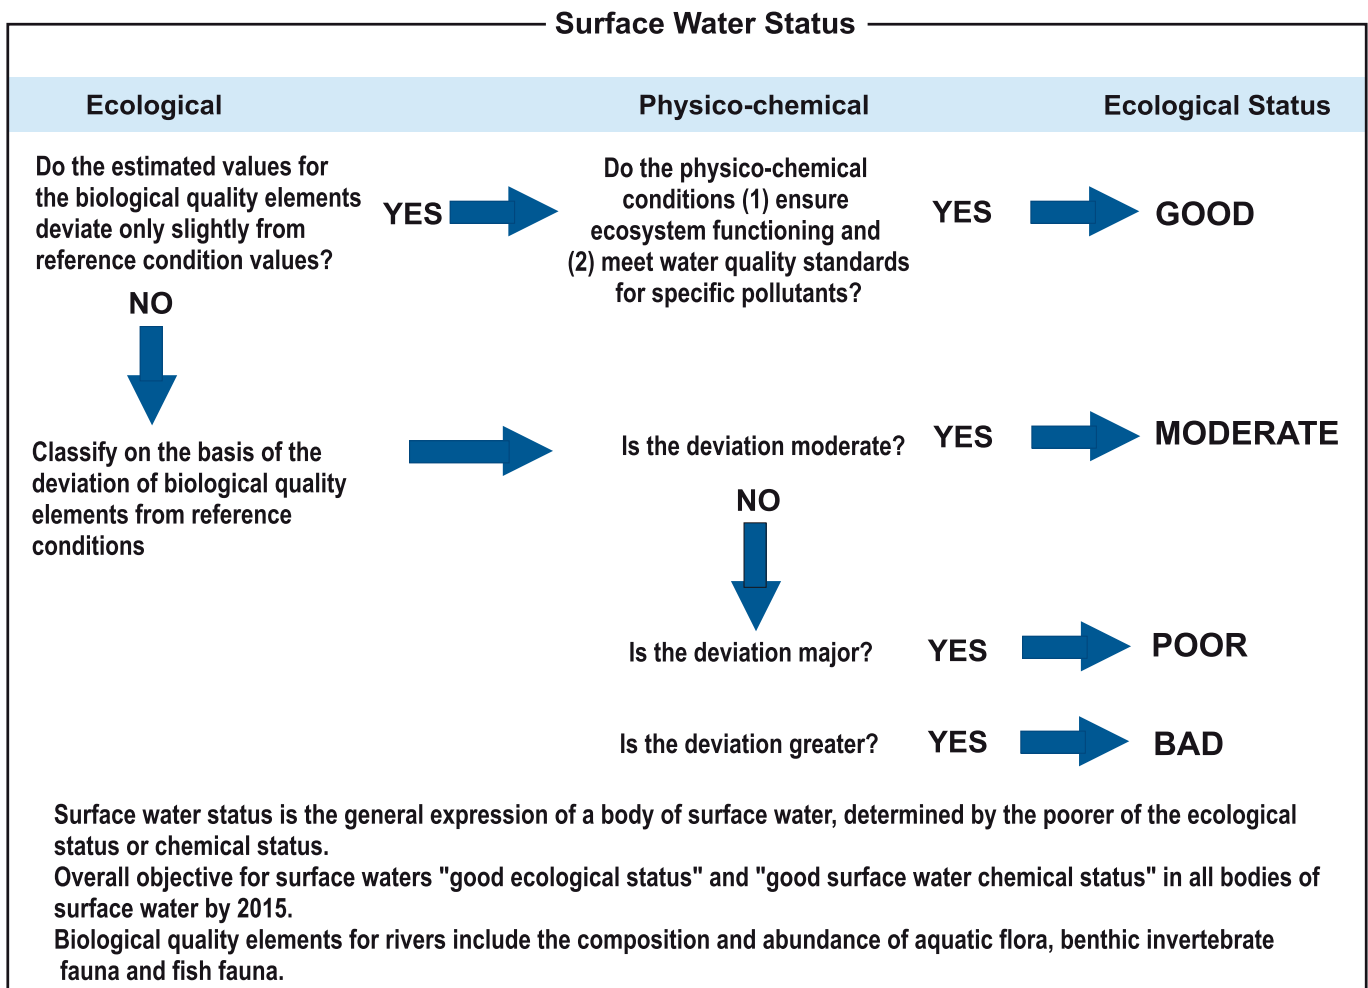 Surface Water Status
Ecological
Physico-chemical
Ecological Status
Do the estimated values for
the biological quality elements
deviate only slightly from
reference condition values?
YES
Do the physico-chemical
conditions (1) ensure
ecosystem functioning and
(2) meet water quality standards
for specific pollutants?
YES
GOOD
NO
Classify on the basis of the
deviation of biological quality
elements from reference
conditions
Is the deviation moderate?
YES
MODERATE
NO
Is the deviation major?
YES
POOR
Is the deviation greater?
YES
BAD
Surface water status is the general expression of a body of surface water, determined by the poorer of the ecological
status or chemical status.
Overall objective for surface waters "good ecological status" and "good surface water chemical status" in all bodies of
surface water by 2015.
Biological quality elements for rivers include the composition and abundance of aquatic flora, benthic invertebrate
fauna and fish fauna.